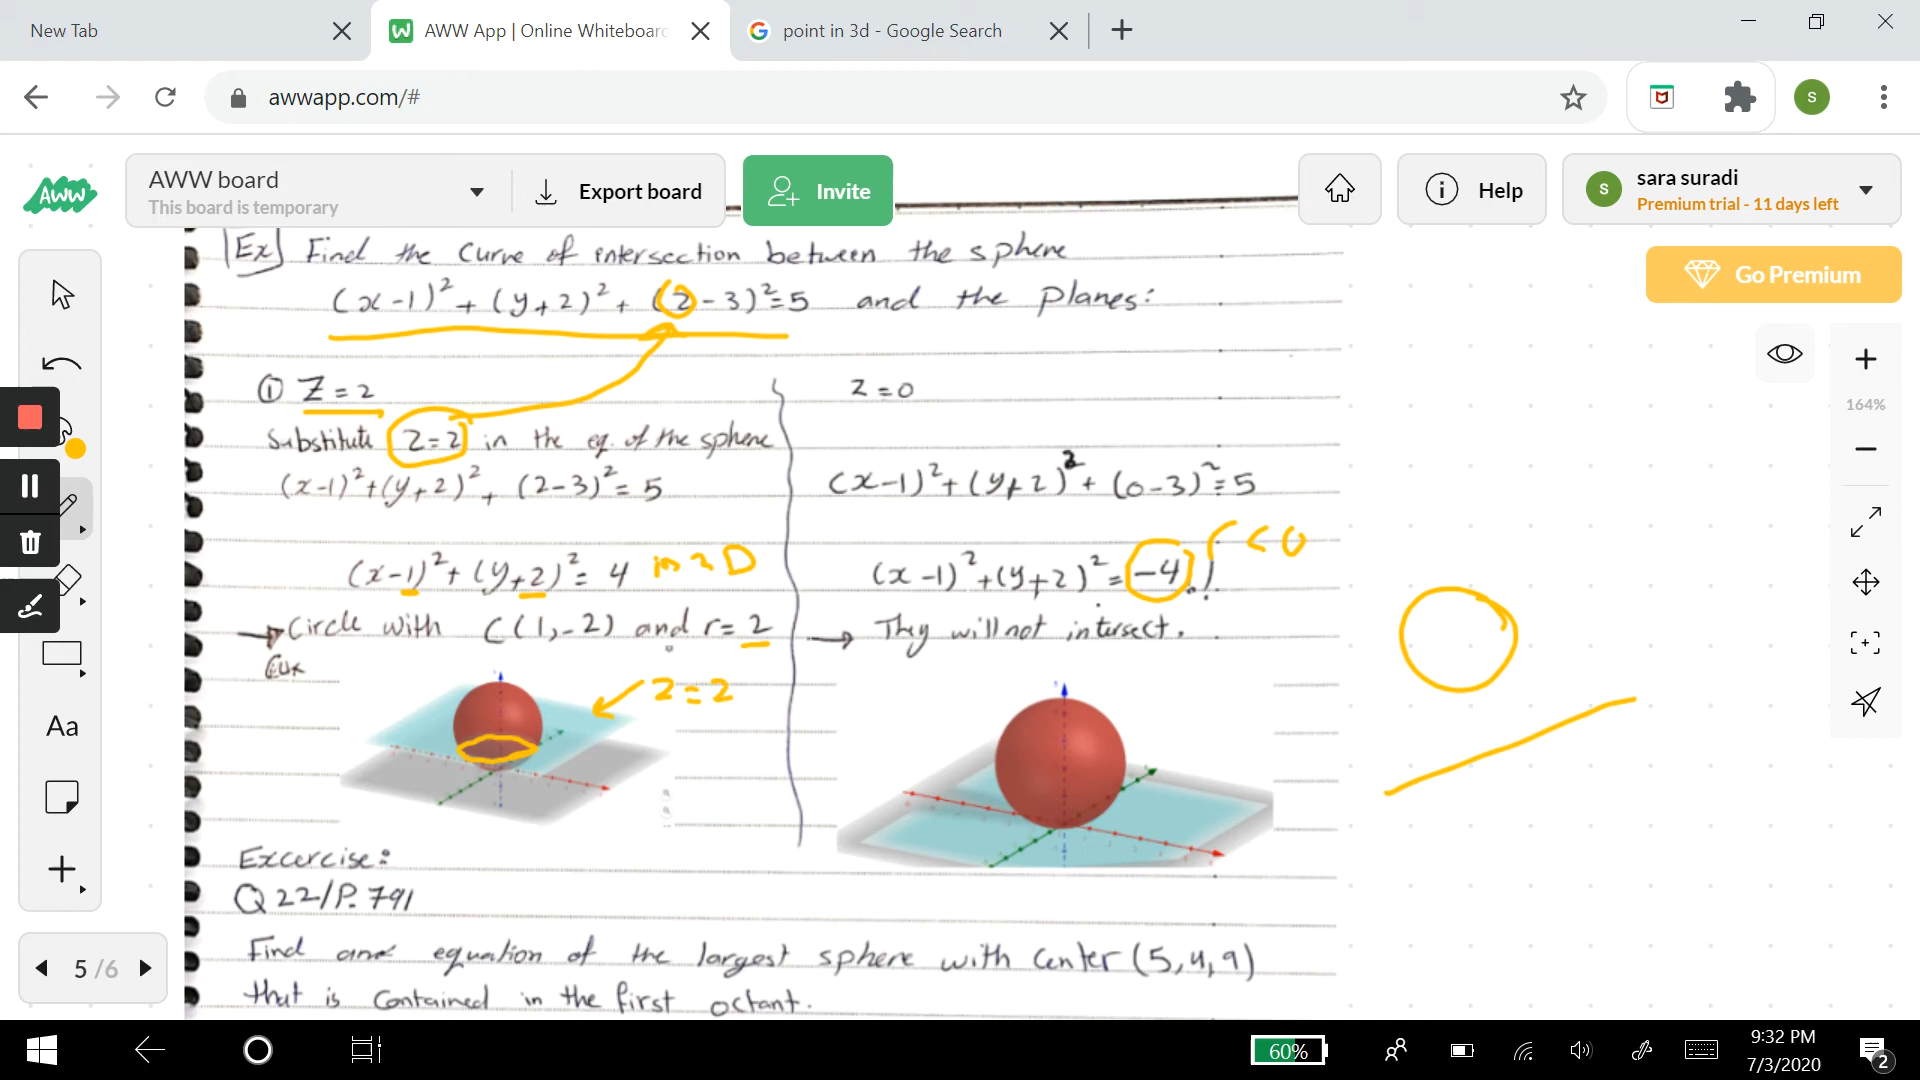 New Tab
AWW App | Online Whiteboard
point in 3d - Google Search
awwapp.com/#
S
AWW
AWW board
This board is temporary
Export board
Invite
Help
S
sara suradi
Premium trial - 11 days left
Go Premium
164%
Ex Find the curve of intersection between the sphere
(x-1)²+(y+2)²+(z-3)²=5 and the planes:
① Z=2
Substitute z=2 in the eq. of the sphere
(x-1)²+(y+2)²+(2-3)²=5
(x-1)²+(y+2)²=4 in 2D
→Circle with C(1,-2) and r=2
z=2
z=0
(x-1)²+(y+2)²+(0-3)²=5
(x-1)²+(y+2)²=-4 <0
→ They will not intersect.
Excercise:
Q22/P.791
Find equation of the largest sphere with center (5,4,9)
that is contained in the first octant.
Aa
5 /6
60%
9:32 PM
7/3/2020
2